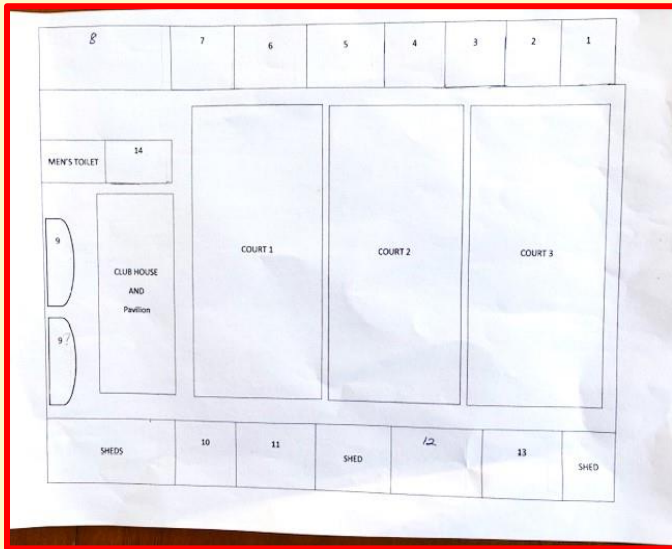 8 7 6 5 4 3 2 1
MEN'S TOILET 14
9
COURT 1 COURT 2 COURT 3
CLUB HOUSE
AND
Pavilion
9?
SHEDS 10 11 SHED 12 13 SHED